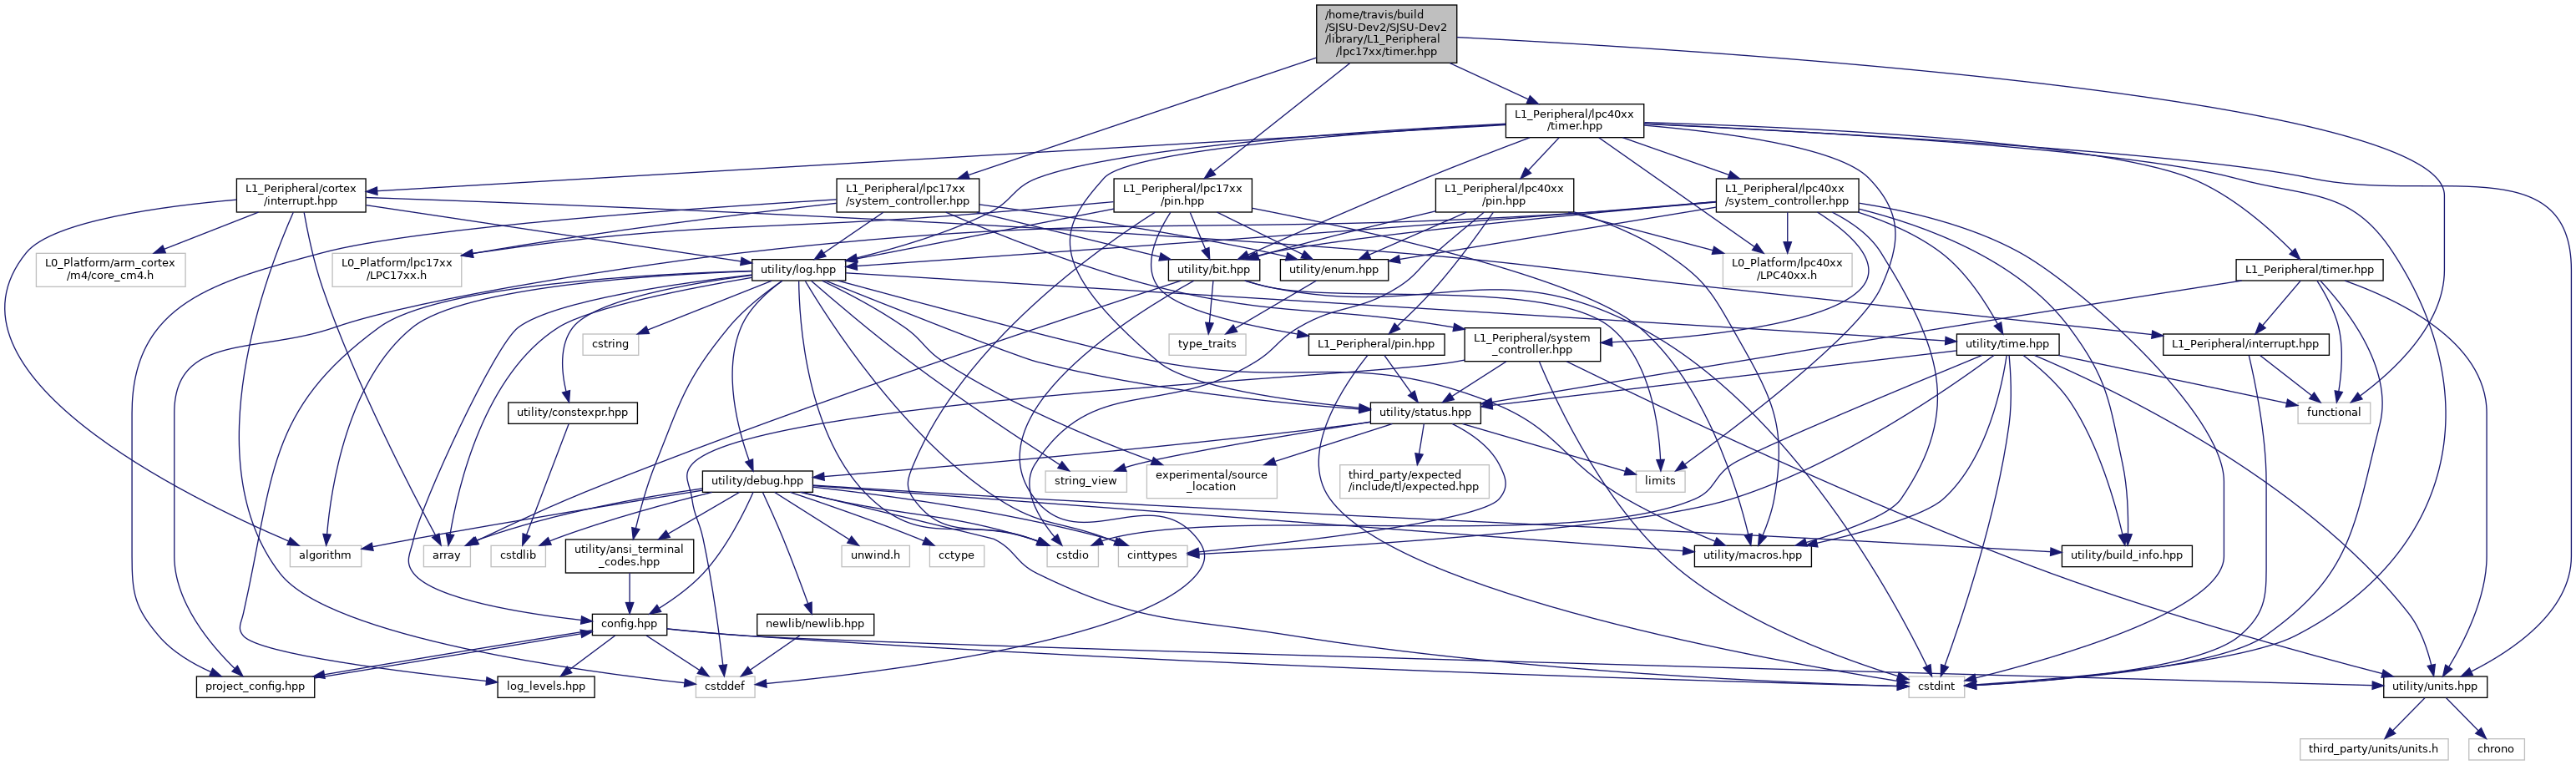 /home/travis/build
/SJSU-Dev2/SJSU-Dev2
/library/L1_Peripheral
/lpc17xx/timer.hpp
L1_Peripheral/lpc40xx
/timer.hpp
L1_Peripheral/cortex
/interrupt.hpp
L1_Peripheral/lpc17xx
/system_controller.hpp
L1_Peripheral/lpc17xx
/pin.hpp
L1_Peripheral/lpc40xx
/pin.hpp
L1_Peripheral/lpc40xx
/system_controller.hpp
L0_Platform/arm_cortex
/m4/core_cm4.h
L0_Platform/lpc17xx
/LPC17xx.h
utility/log.hpp
utility/bit.hpp
utility/enum.hpp
L0_Platform/lpc40xx
/LPC40xx.h
L1_Peripheral/timer.hpp
cstring
type_traits
L1_Peripheral/pin.hpp
L1_Peripheral/system
_controller.hpp
utility/time.hpp
L1_Peripheral/interrupt.hpp
utility/constexpr.hpp
utility/status.hpp
functional
utility/debug.hpp
string_view
experimental/source
_location
third_party/expected
/include/tl/expected.hpp
limits
algorithm
array
cstdlib
utility/ansi_terminal
_codes.hpp
unwind.h
cctype
cstdio
cinttypes
utility/macros.hpp
utility/build_info.hpp
config.hpp
newlib/newlib.hpp
project_config.hpp
log_levels.hpp
cstddef
cstdint
utility/units.hpp
third_party/units/units.h
chrono